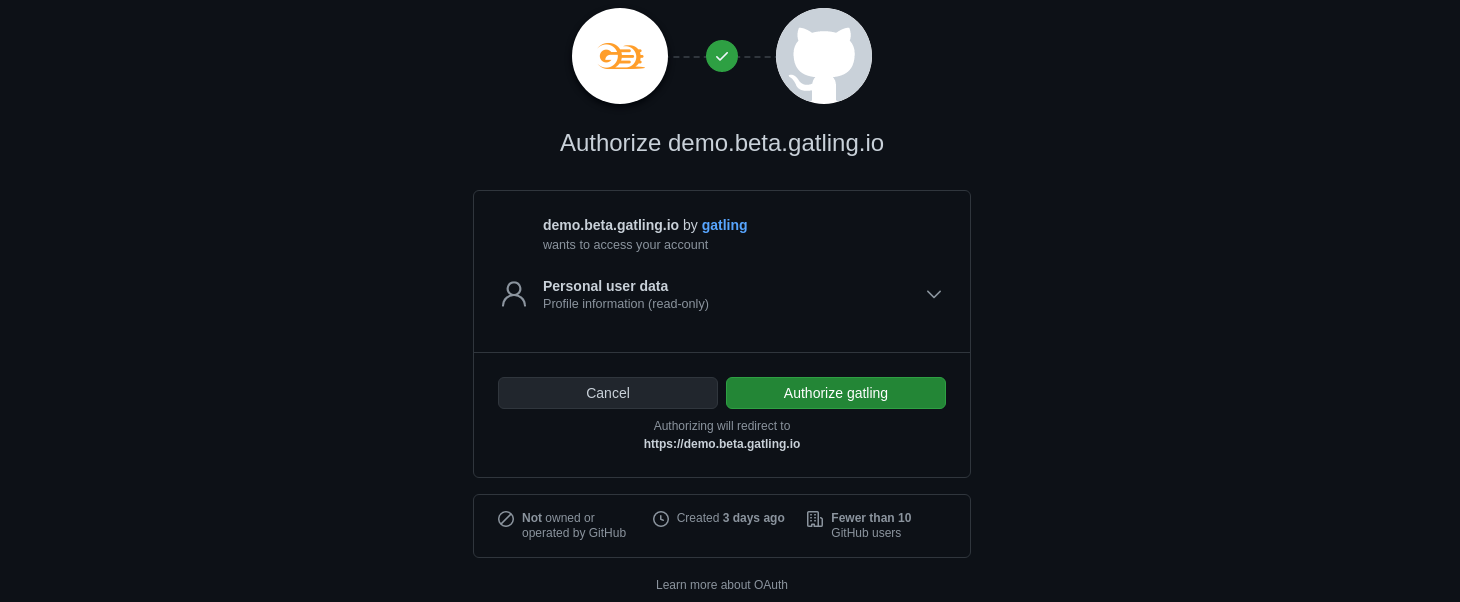 Authorize demo.beta.gatling.io
demo.beta.gatling.io by gatling
wants to access your account
Personal user data
Profile information (read-only)
Cancel
Authorize gatling
Authorizing will redirect to
https://demo.beta.gatling.io
Not owned or
operated by GitHub
Created 3 days ago
Fewer than 10
GitHub users
Learn more about OAuth